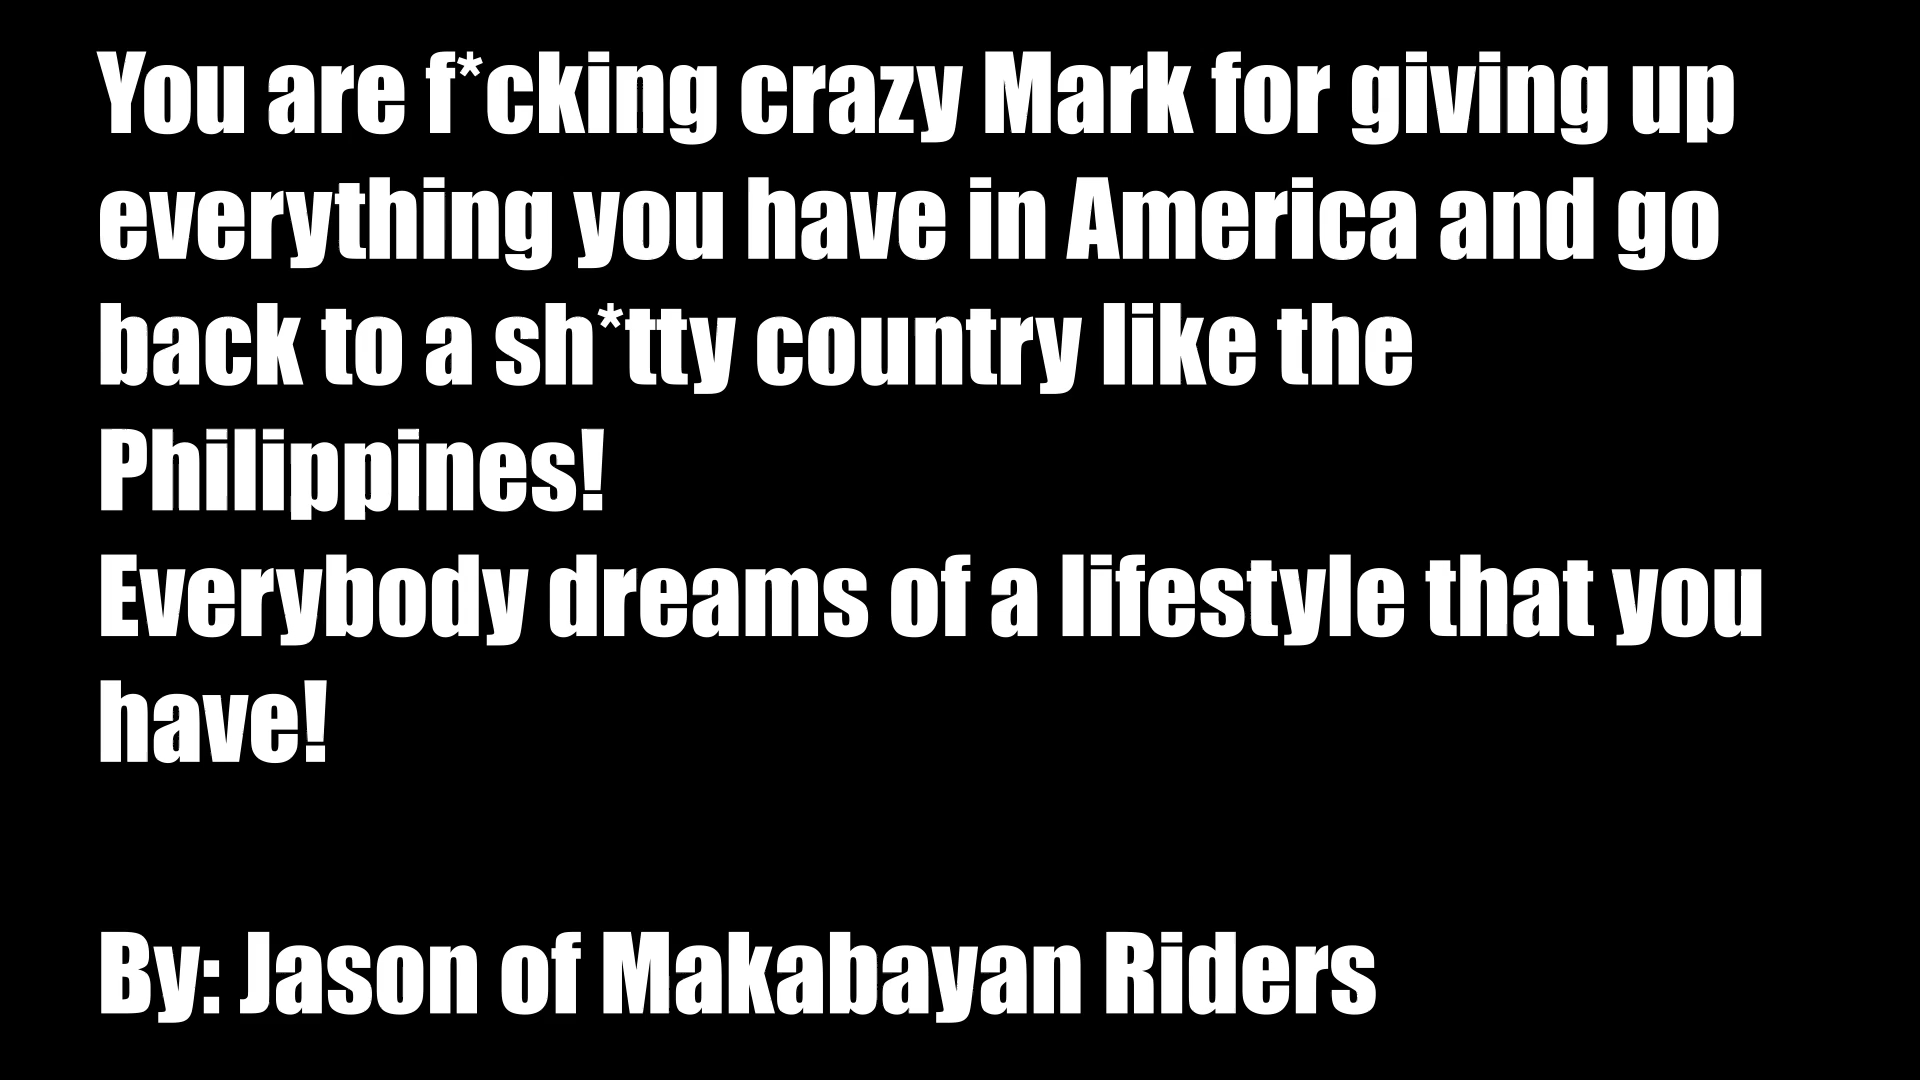 You are f*cking crazy Mark for giving up
everything you have in America and go
back to a sh*tty country like the
Philippines!
Everybody dreams of a lifestyle that you
have!
By: Jason of Makabayan Riders